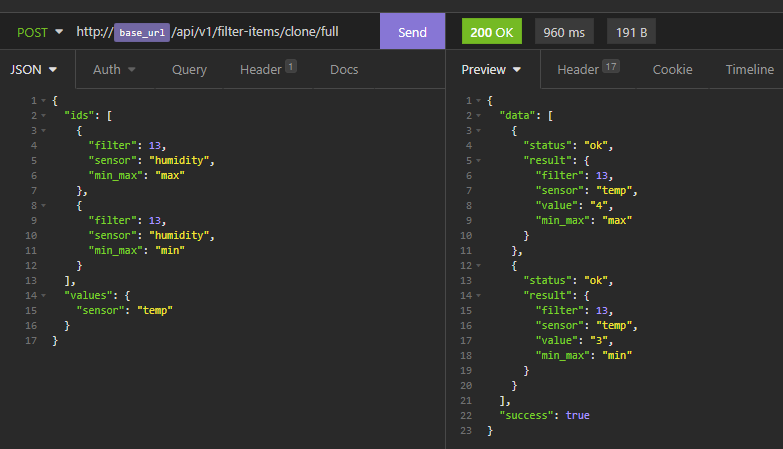 POST http://base_url/api/v1/filter-items/clone/full Send 200 OK 960 ms 191 B
JSON Auth Query Header 1 Docs Preview Header 17 Cookie Timeline
1 {
2 "ids": [
3 {
4 "filter": 13,
5 "sensor": "humidity",
6 "min_max": "max"
7 },
8 {
9 "filter": 13,
10 "sensor": "humidity",
11 "min_max": "min"
12 }
13 ],
14 "values": {
15 "sensor": "temp"
16 }
17 }
1 {
2 "data": [
3 {
4 "status": "ok",
5 "result": {
6 "filter": 13,
7 "sensor": "temp",
8 "value": "4",
9 "min_max": "max"
10 }
11 },
12 {
13 "status": "ok",
14 "result": {
15 "filter": 13,
16 "sensor": "temp",
17 "value": "3",
18 "min_max": "min"
19 }
20 }
21 ],
22 "success": true
23 }